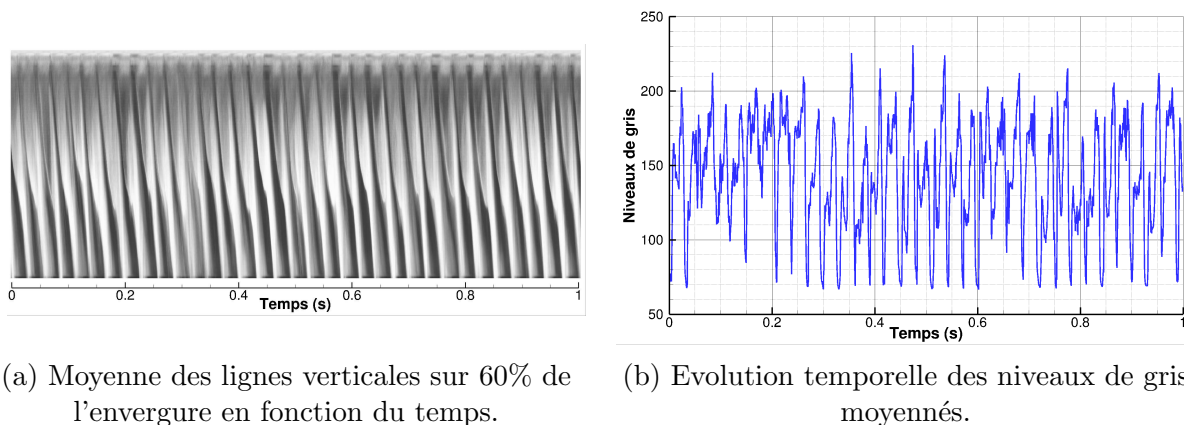 0 0.2 0.4 0.6 0.8 1
Temps (s)
(a) Moyenne des lignes verticales sur 60% de
l'envergure en fonction du temps.
250
200
150
100
50
Niveaux de gris
0 0.2 0.4 0.6 0.8 1
Temps (s)
(b) Evolution temporelle des niveaux de gris
moyennés.